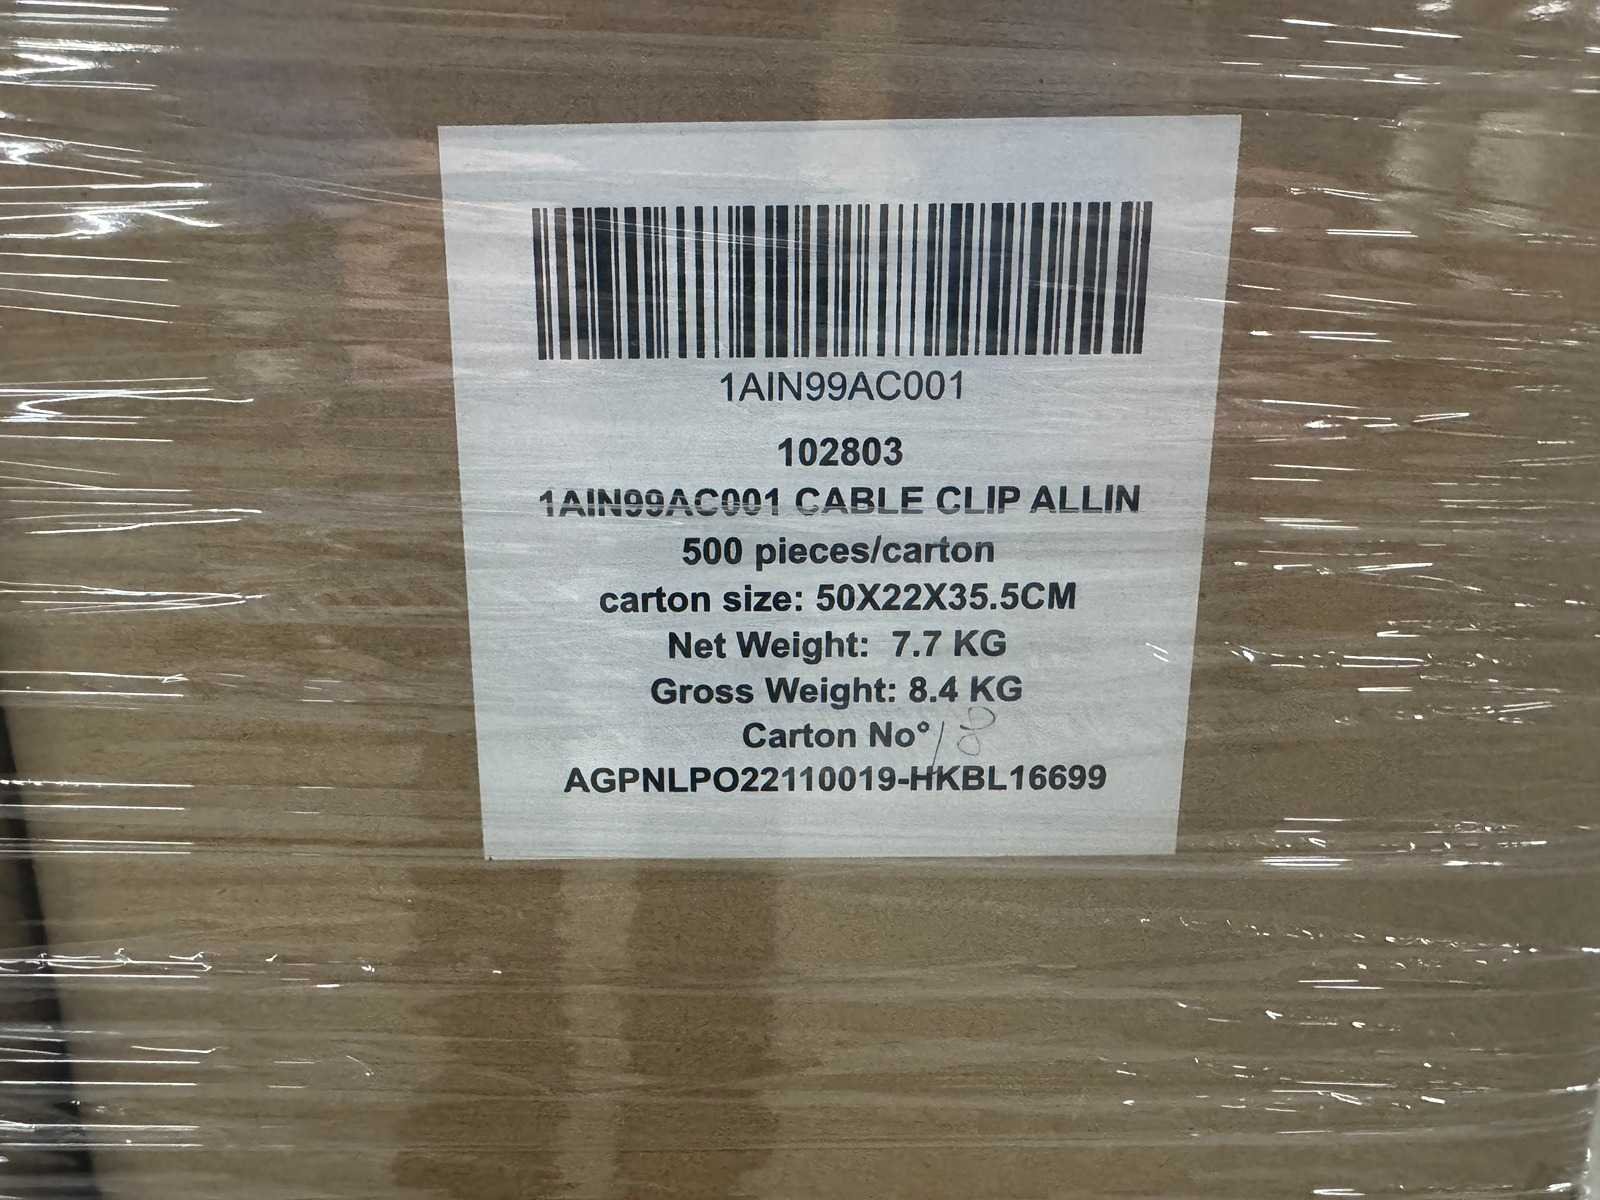 1AIN99AC001
102803
1AIN99AC001 CABLE CLIP ALLIN
500 pieces/carton
carton size: 50X22X35.5CM
Net Weight: 7.7 KG
Gross Weight: 8.4 KG
Carton No° 18
AGPNLPO22110019-HKBL16699